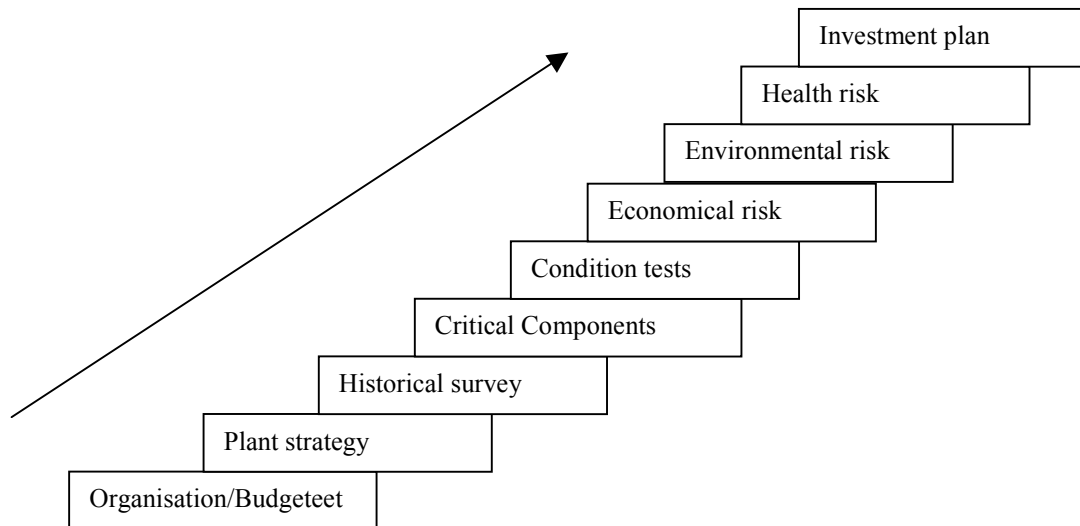 Investment plan
Health risk
Environmental risk
Economical risk
Condition tests
Critical Components
Historical survey
Plant strategy
Organisation/Budgeteet